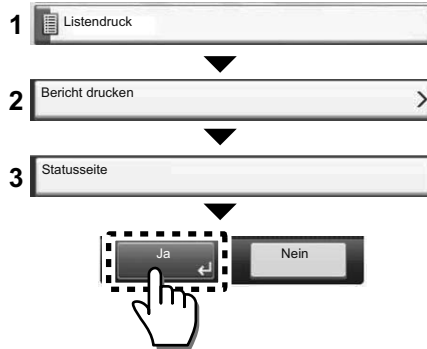 1 Listendruck
2 Bericht drucken
3 Statusseite
Ja Nein